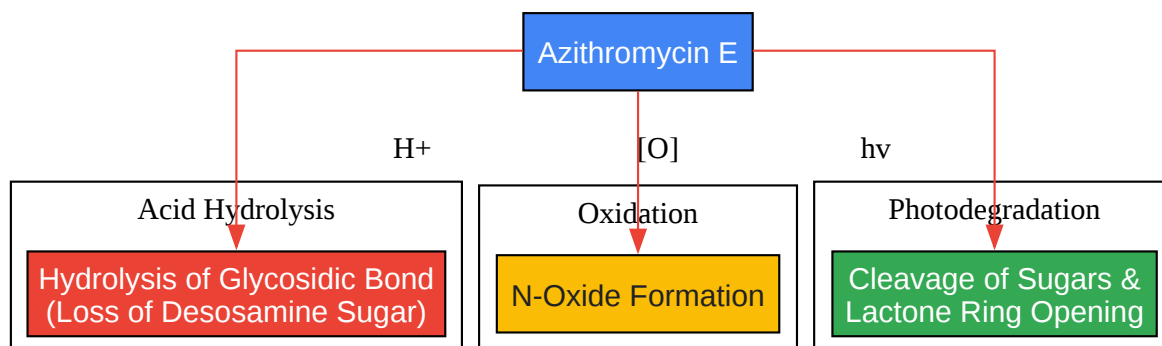 Azithromycin E
H+
[O]
hv
Acid Hydrolysis
Oxidation
Photodegradation
Hydrolysis of Glycosidic Bond
(Loss of Desosamine Sugar)
N-Oxide Formation
Cleavage of Sugars &
Lactone Ring Opening